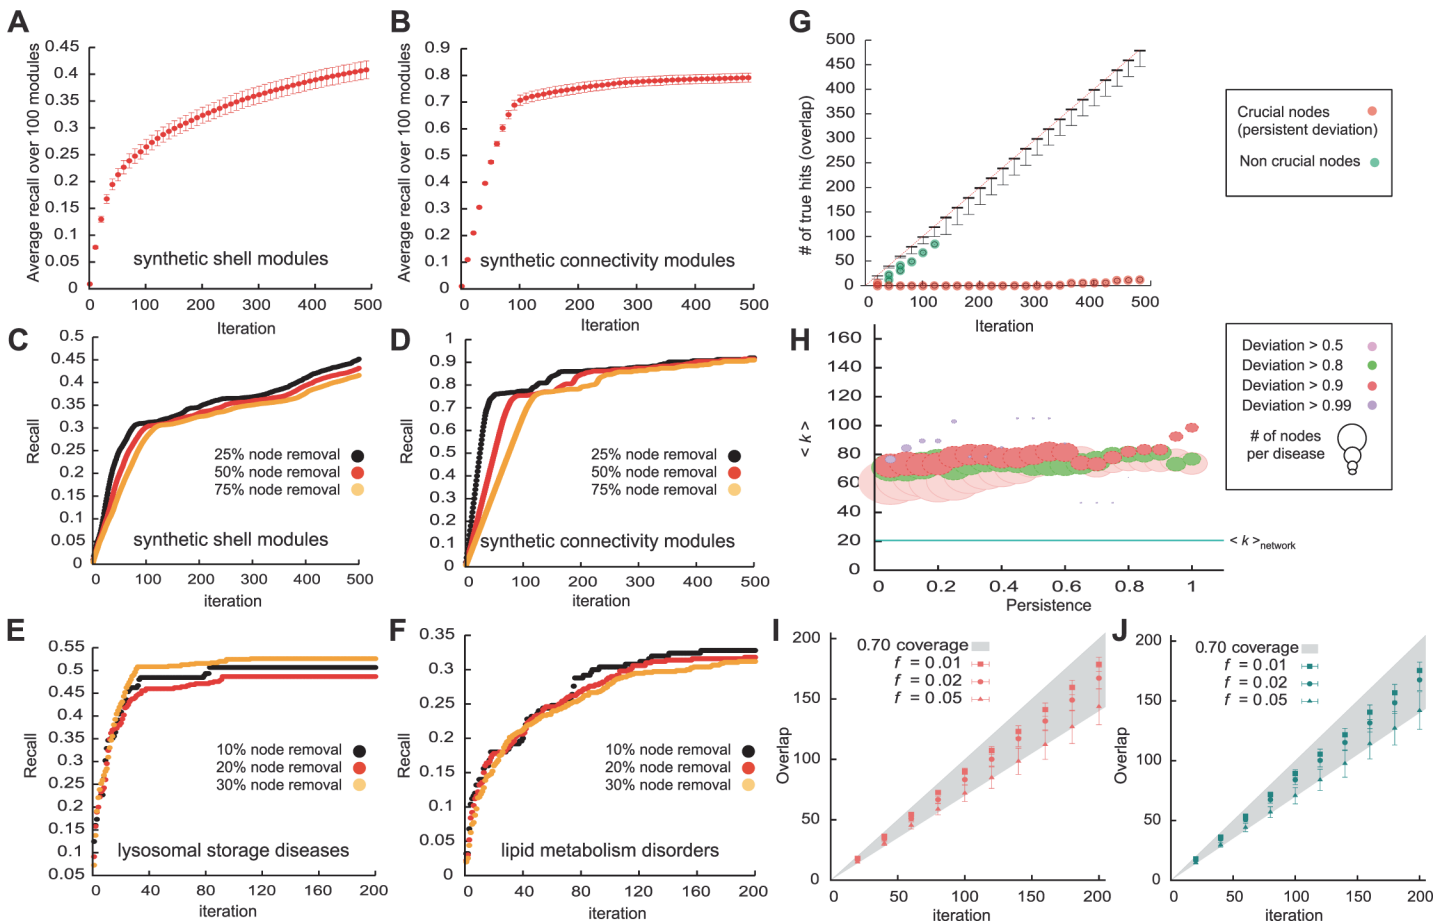 A
Average recall over 100 modules
0.45
0.4
0.35
0.3
0.25
0.2
0.15
0.1
0.05
0
synthetic shell modules
0 100 200 300 400 500
Iteration
B
Average recall over 100 modules
0.9
0.8
0.7
0.6
0.5
0.4
0.3
0.2
0.1
0
synthetic connectivity modules
0 100 200 300 400 500
Iteration
G
# of true hits (overlap)
500
450
400
350
300
250
200
150
100
50
0
0 100 200 300 400 500
Iteration
Crucial nodes
(persistent deviation)
Non crucial nodes
C
Recall
0.5
0.45
0.4
0.35
0.3
0.25
0.2
0.15
0.1
0.05
0
25% node removal
50% node removal
75% node removal
synthetic shell modules
0 100 200 300 400 500
iteration
D
Recall
1
0.9
0.8
0.7
0.6
0.5
0.4
0.3
0.2
0.1
0
25% node removal
50% node removal
75% node removal
synthetic connectivity modules
0 100 200 300 400 500
iteration
H
< k >
160
140
120
100
80
60
40
20
0
< k >network
0 0.2 0.4 0.6 0.8 1
Persistence
Deviation > 0.5
Deviation > 0.8
Deviation > 0.9
Deviation > 0.99
# of nodes
per disease
E
Recall
0.55
0.5
0.45
0.4
0.35
0.3
0.25
0.2
0.15
0.1
0.05
10% node removal
20% node removal
30% node removal
lysosomal storage diseases
0 40 80 120 160 200
iteration
F
Recall
0.35
0.3
0.25
0.2
0.15
0.1
0.05
0
10% node removal
20% node removal
30% node removal
lipid metabolism disorders
0 40 80 120 160 200
iteration
I
Overlap
200
150
100
50
0
0.70 coverage
f = 0.01
f = 0.02
f = 0.05
0 50 100 150 200
iteration
J
Overlap
200
150
100
50
0
0.70 coverage
f = 0.01
f = 0.02
f = 0.05
0 50 100 150 200
iteration